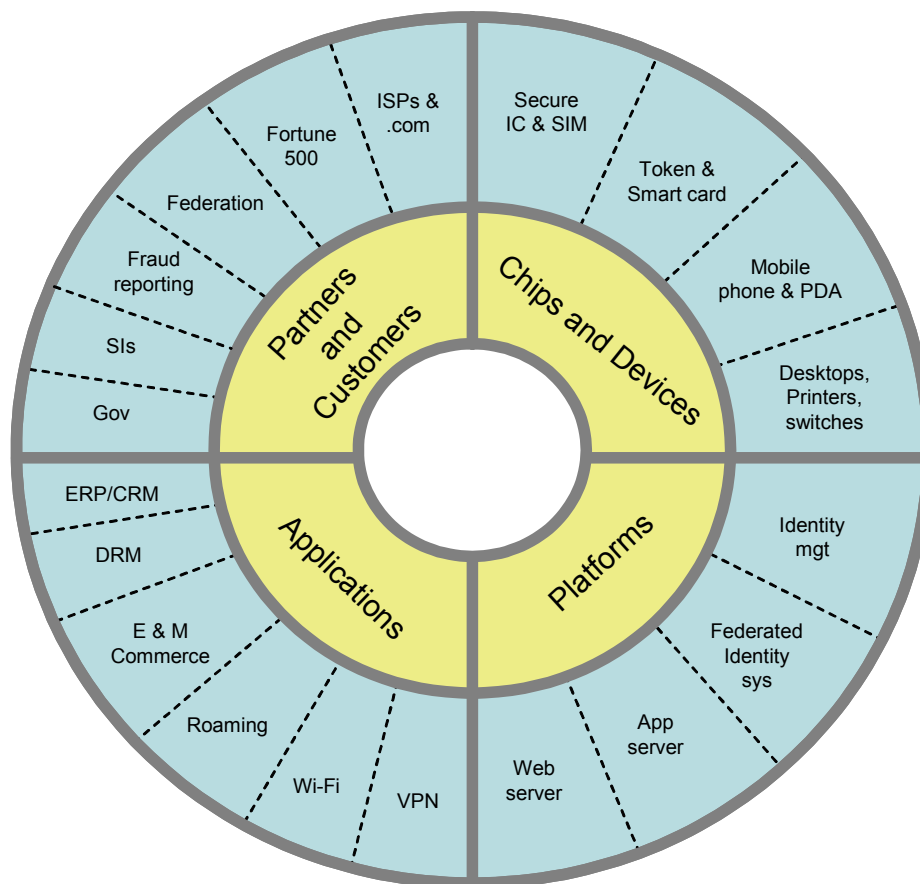 ISPs &
.com
Fortune
500
Federation
Fraud
reporting
SIs
Gov
Partners
and
Customers
Secure
IC & SIM
Token &
Smart card
Mobile
phone & PDA
Desktops,
Printers,
switches
Chips and Devices
ERP/CRM
DRM
E & M
Commerce
Roaming
Wi-Fi
VPN
Applications
Identity
mgt
Federated
Identity
sys
App
server
Web
server
Platforms